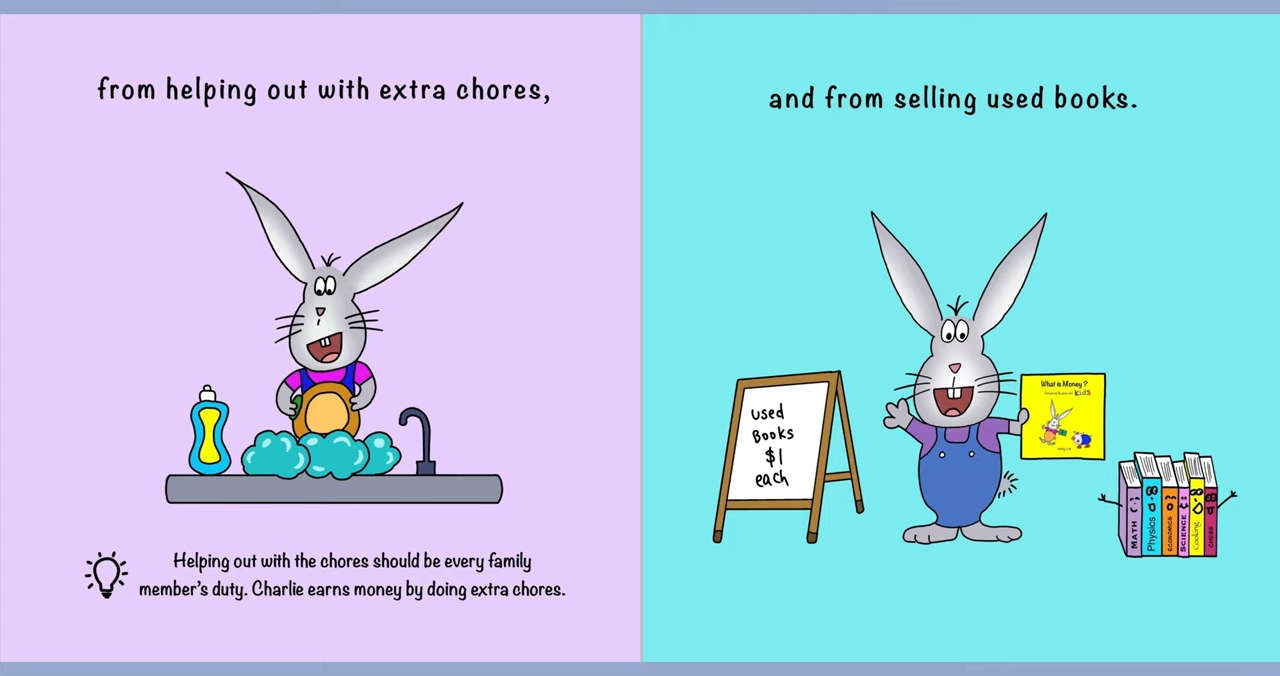 from helping out with extra chores,
Helping out with the chores should be every family
member's duty. Charlie earns money by doing extra chores.
and from selling used books.
used
Books
$1
each
What is Money?
Kids
MATH
Physics
ECONOMICS
SCIENCE
Cooking
CHESS